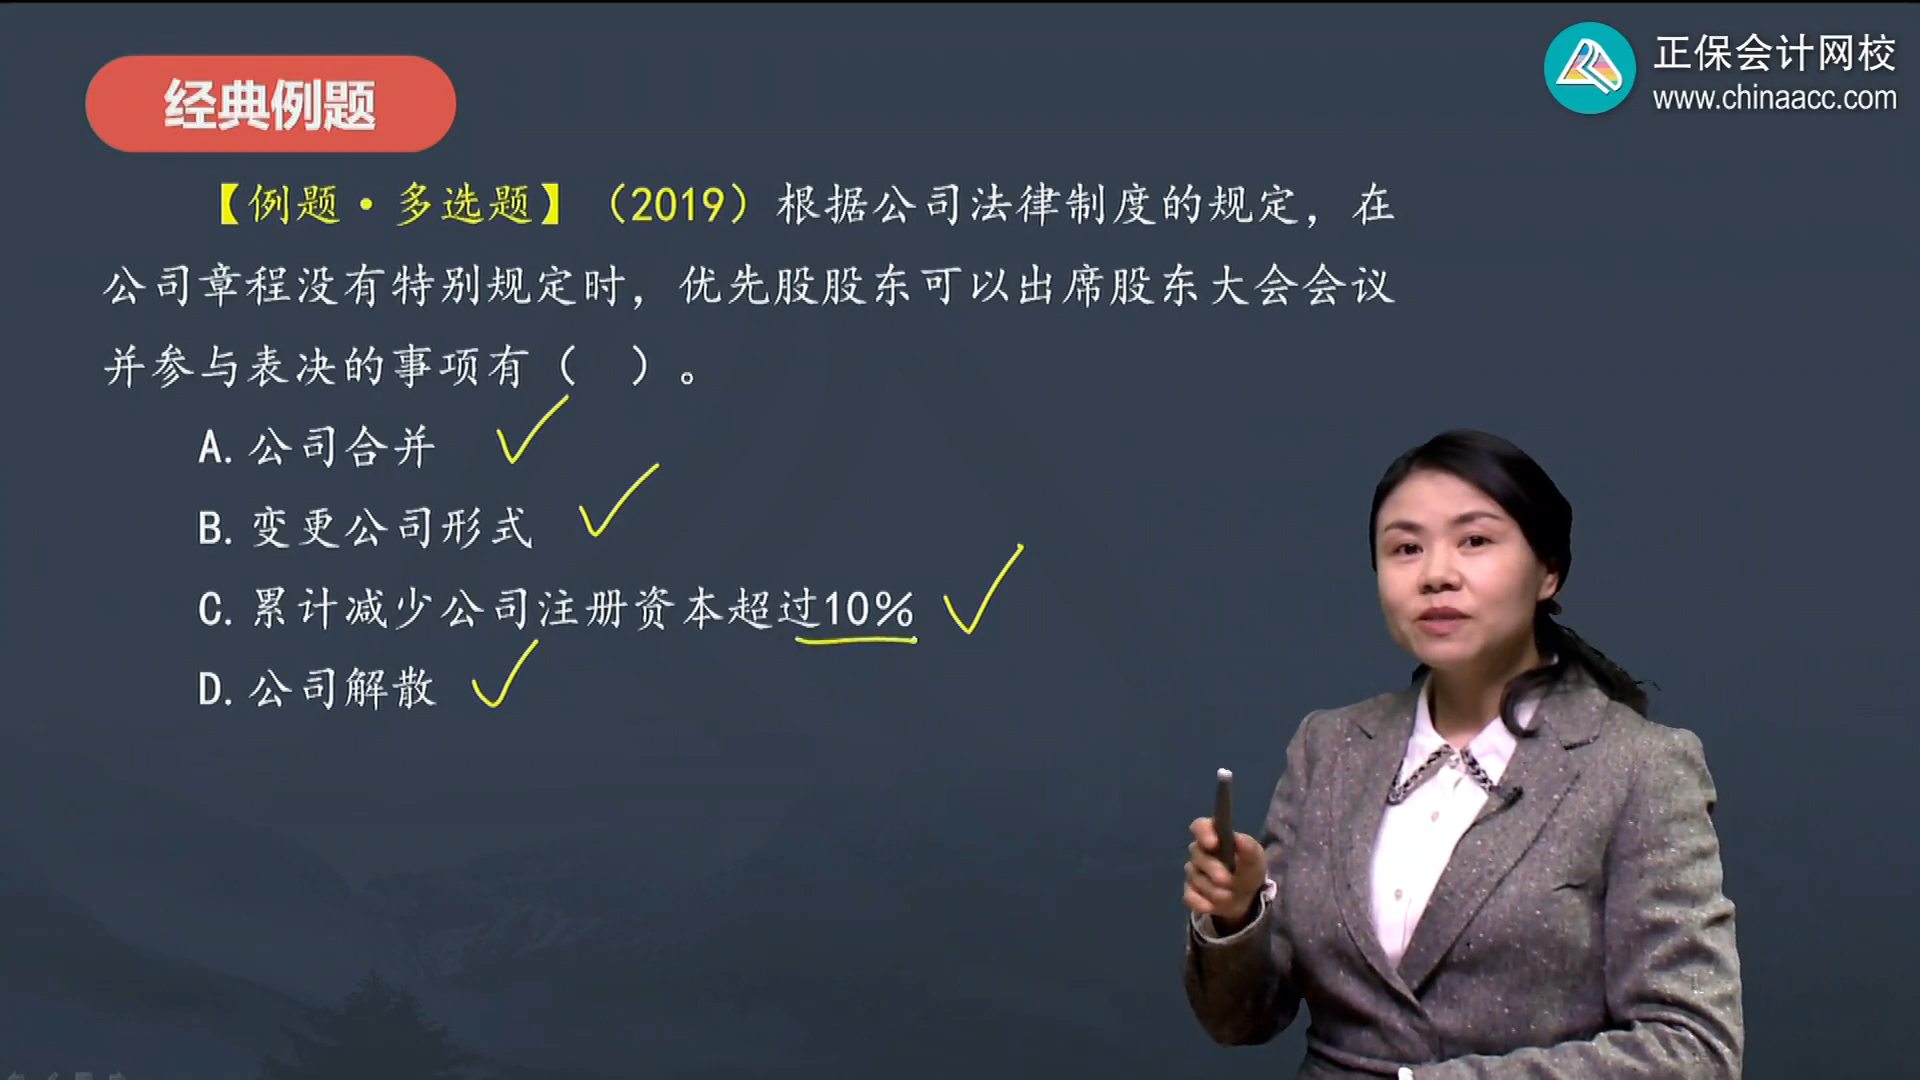 正保会计网校
www.chinaacc.com
经典例题
【例题·多选题】（2019）根据公司法律制度的规定，在
公司章程没有特别规定时，优先股股东可以出席股东大会会议
并参与表决的事项有（ ）。
A. 公司合并
B. 变更公司形式
C. 累计减少公司注册资本超过10%
D. 公司解散